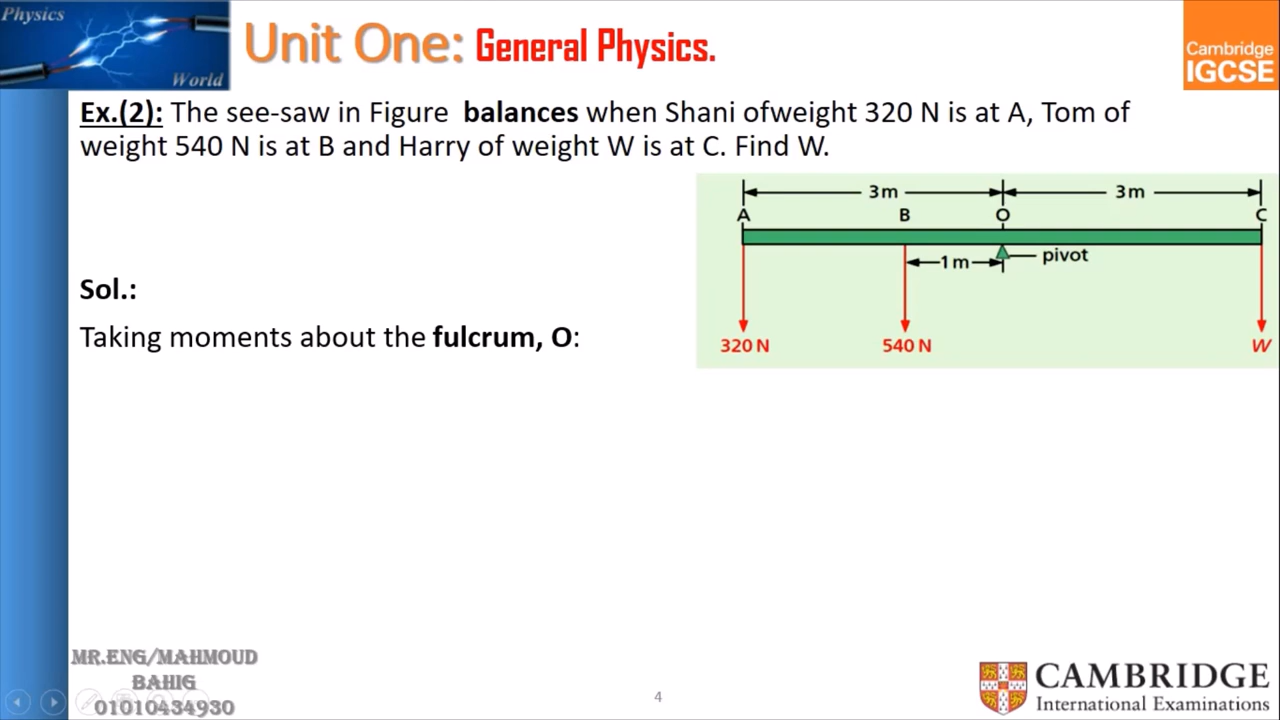 Physics
World
Unit One: General Physics.
Cambridge
IGCSE
Ex.(2): The see-saw in Figure balances when Shani ofweight 320 N is at A, Tom of
weight 540 N is at B and Harry of weight W is at C. Find W.
3 m
3 m
A
B
O
C
1 m
pivot
320 N
540 N
W
Sol.:
Taking moments about the fulcrum, O:
MR.ENG/MAHMOUD
BAHIG
01010434930
4
CAMBRIDGE
International Examinations